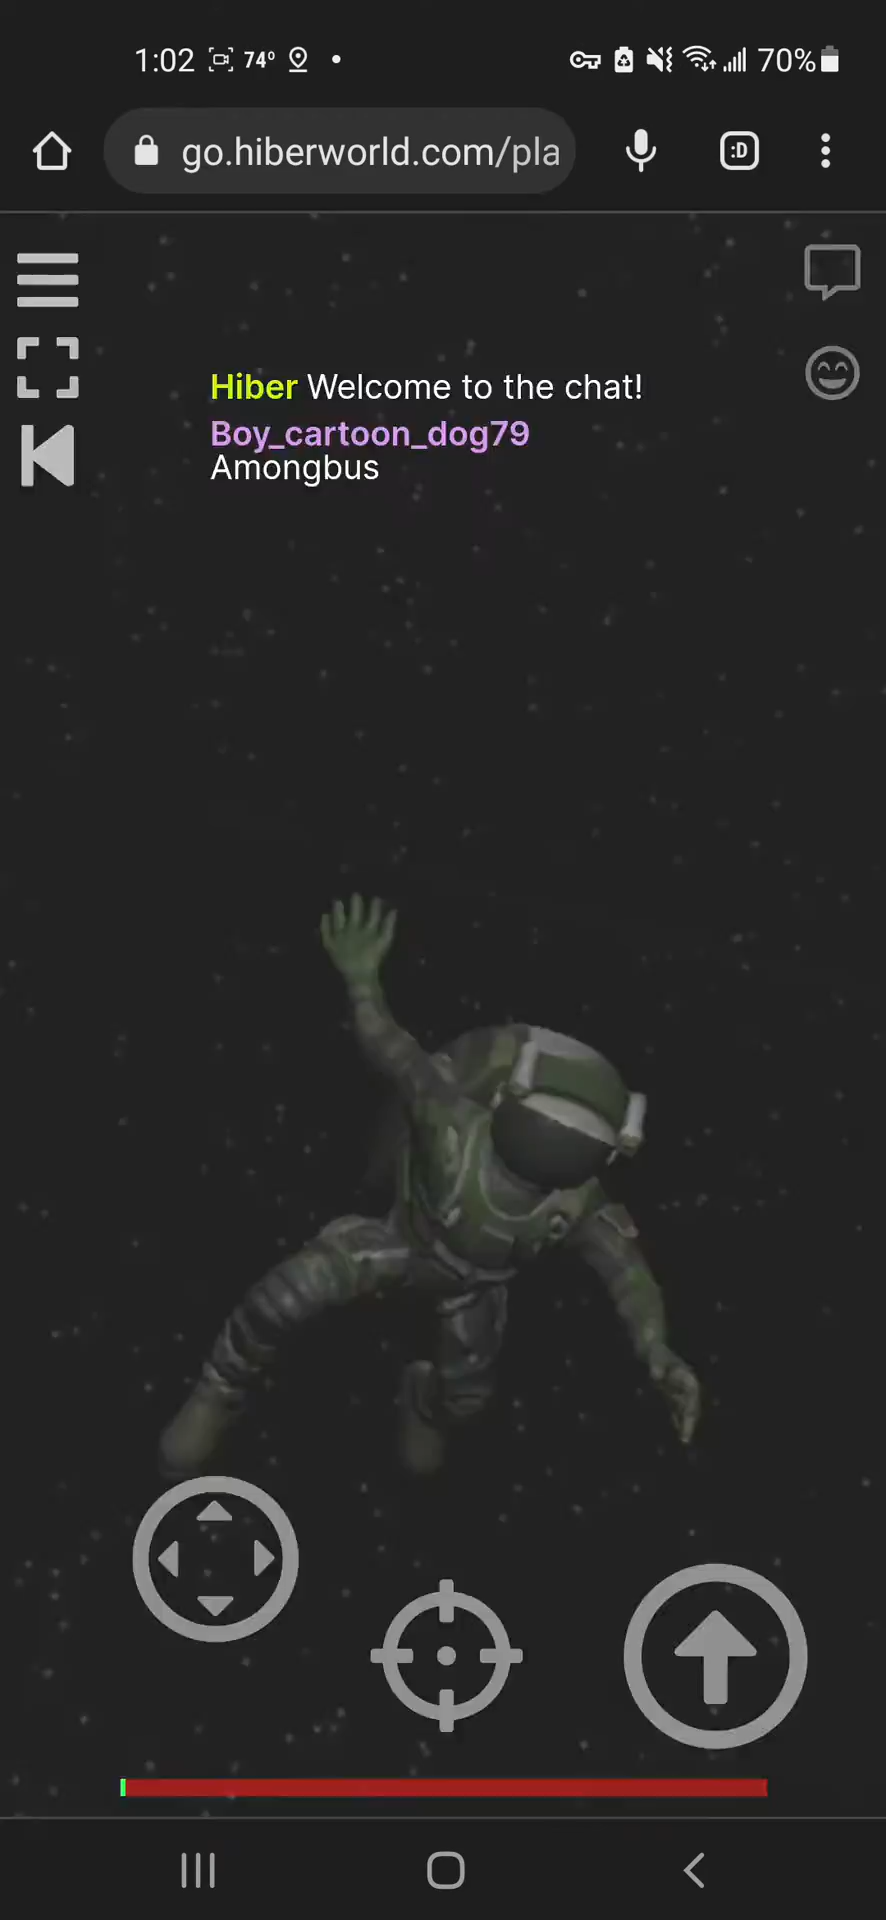 1:02 74° 70%
go.hiberworld.com/pla :D
Hiber Welcome to the chat!
Boy_cartoon_dog79
Amongbus